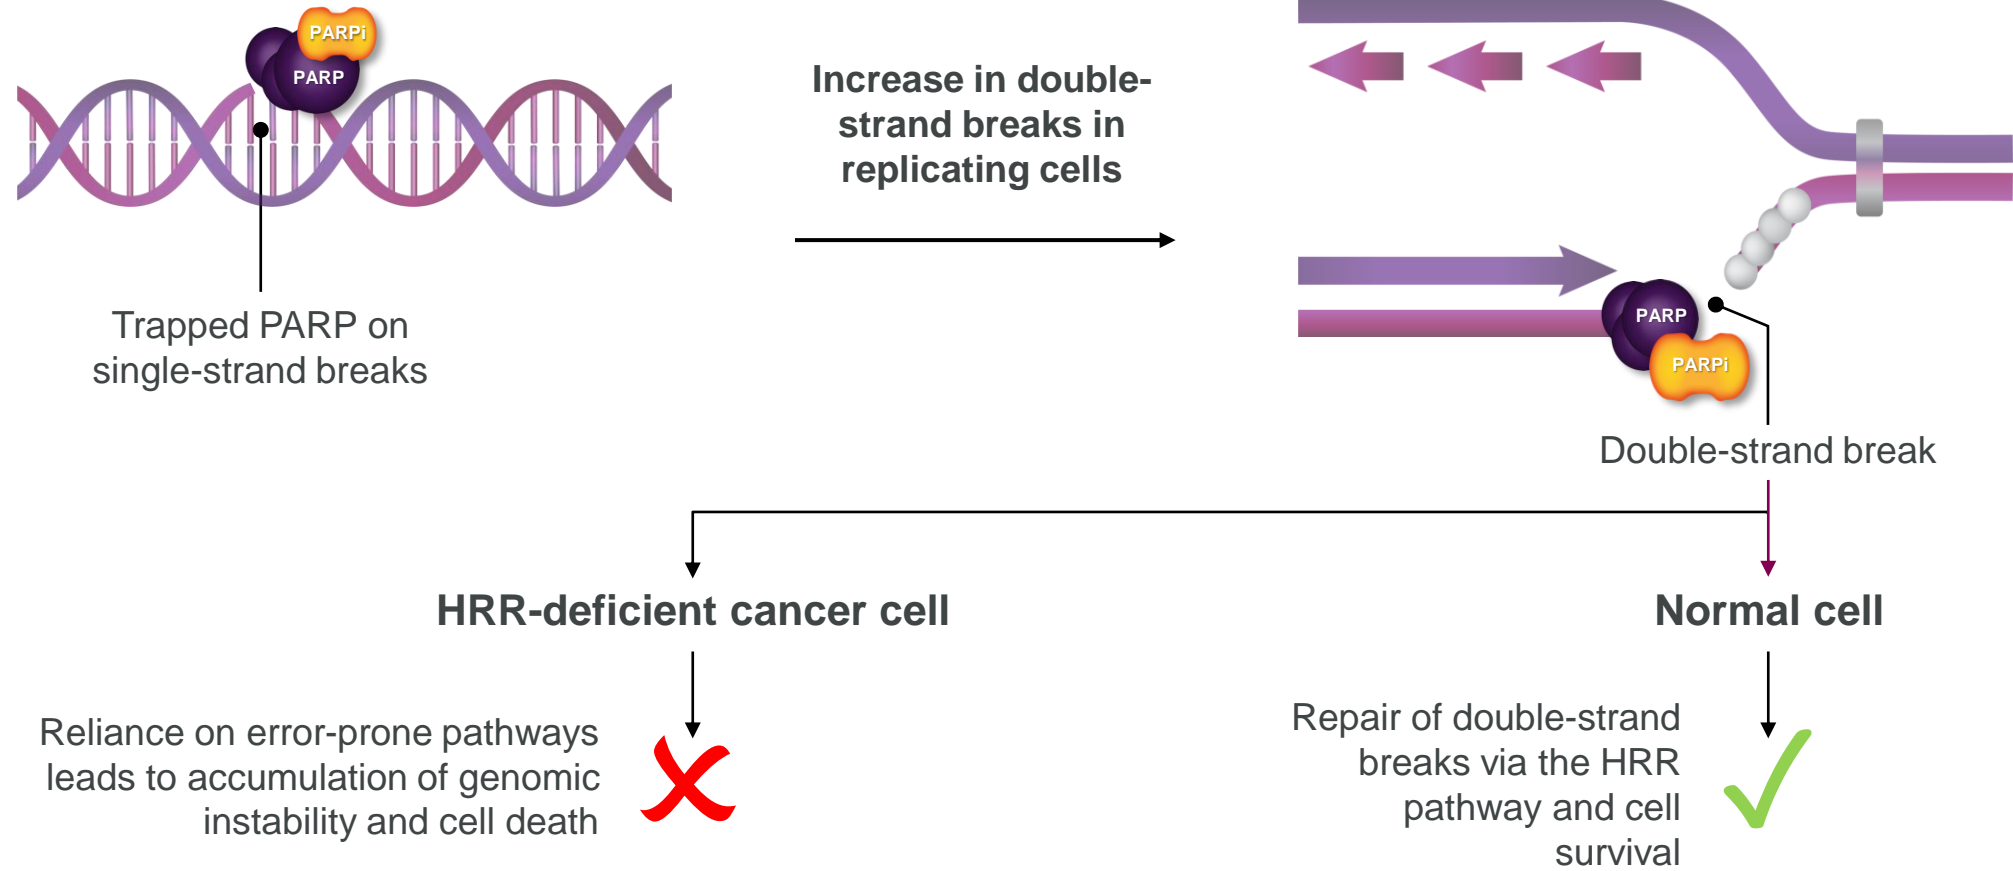 PARPi
PARP
Increase in double-
strand breaks in
replicating cells
Trapped PARP on
single-strand breaks
PARP
PARPi
Double-strand break
HRR-deficient cancer cell
Normal cell
Reliance on error-prone pathways
leads to accumulation of genomic
instability and cell death
Repair of double-strand
breaks via the HRR
pathway and cell
survival